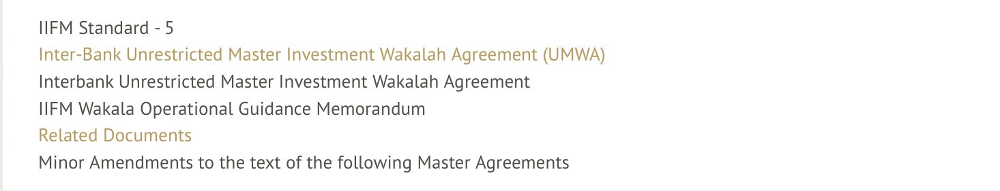 IIFM Standard - 5
Inter-Bank Unrestricted Master Investment Wakalah Agreement (UMWA)
Interbank Unrestricted Master Investment Wakalah Agreement
IIFM Wakala Operational Guidance Memorandum
Related Documents
Minor Amendments to the text of the following Master Agreements